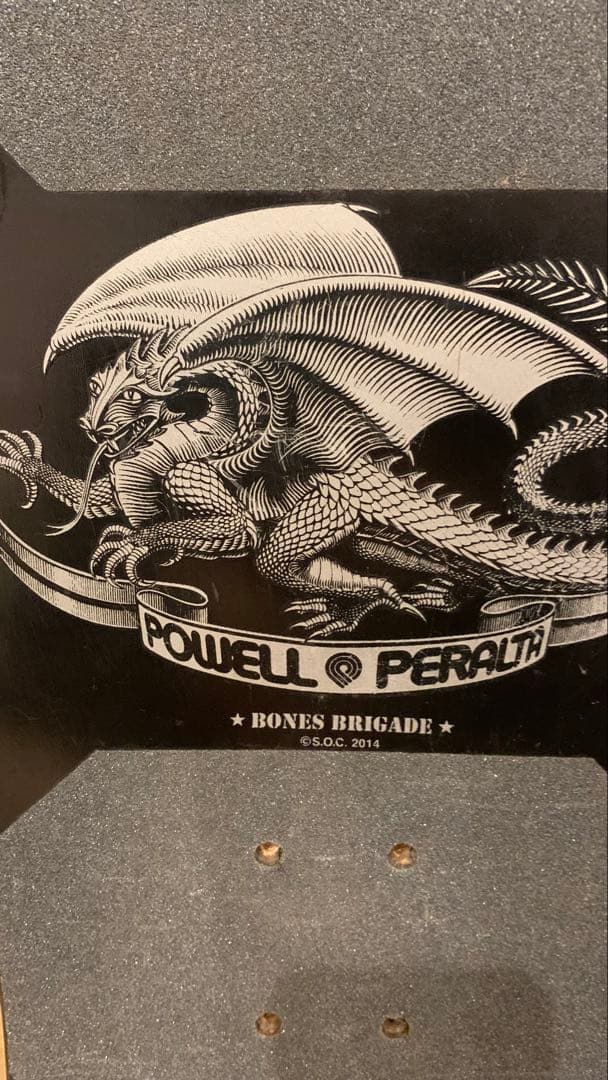 POWELL PERALTA
★ BONES BRIGADE ★
©S.O.C. 2014